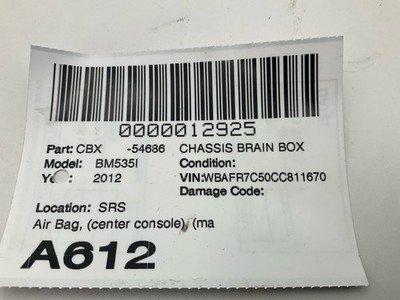 0000012925
Part: CBX -54686 CHASSIS BRAIN BOX
Model: BM535I Condition:
2012 VIN:WBAFR7C50CC811670
Damage Code:
Location: SRS
Air Bag, (center console), (ma
A612